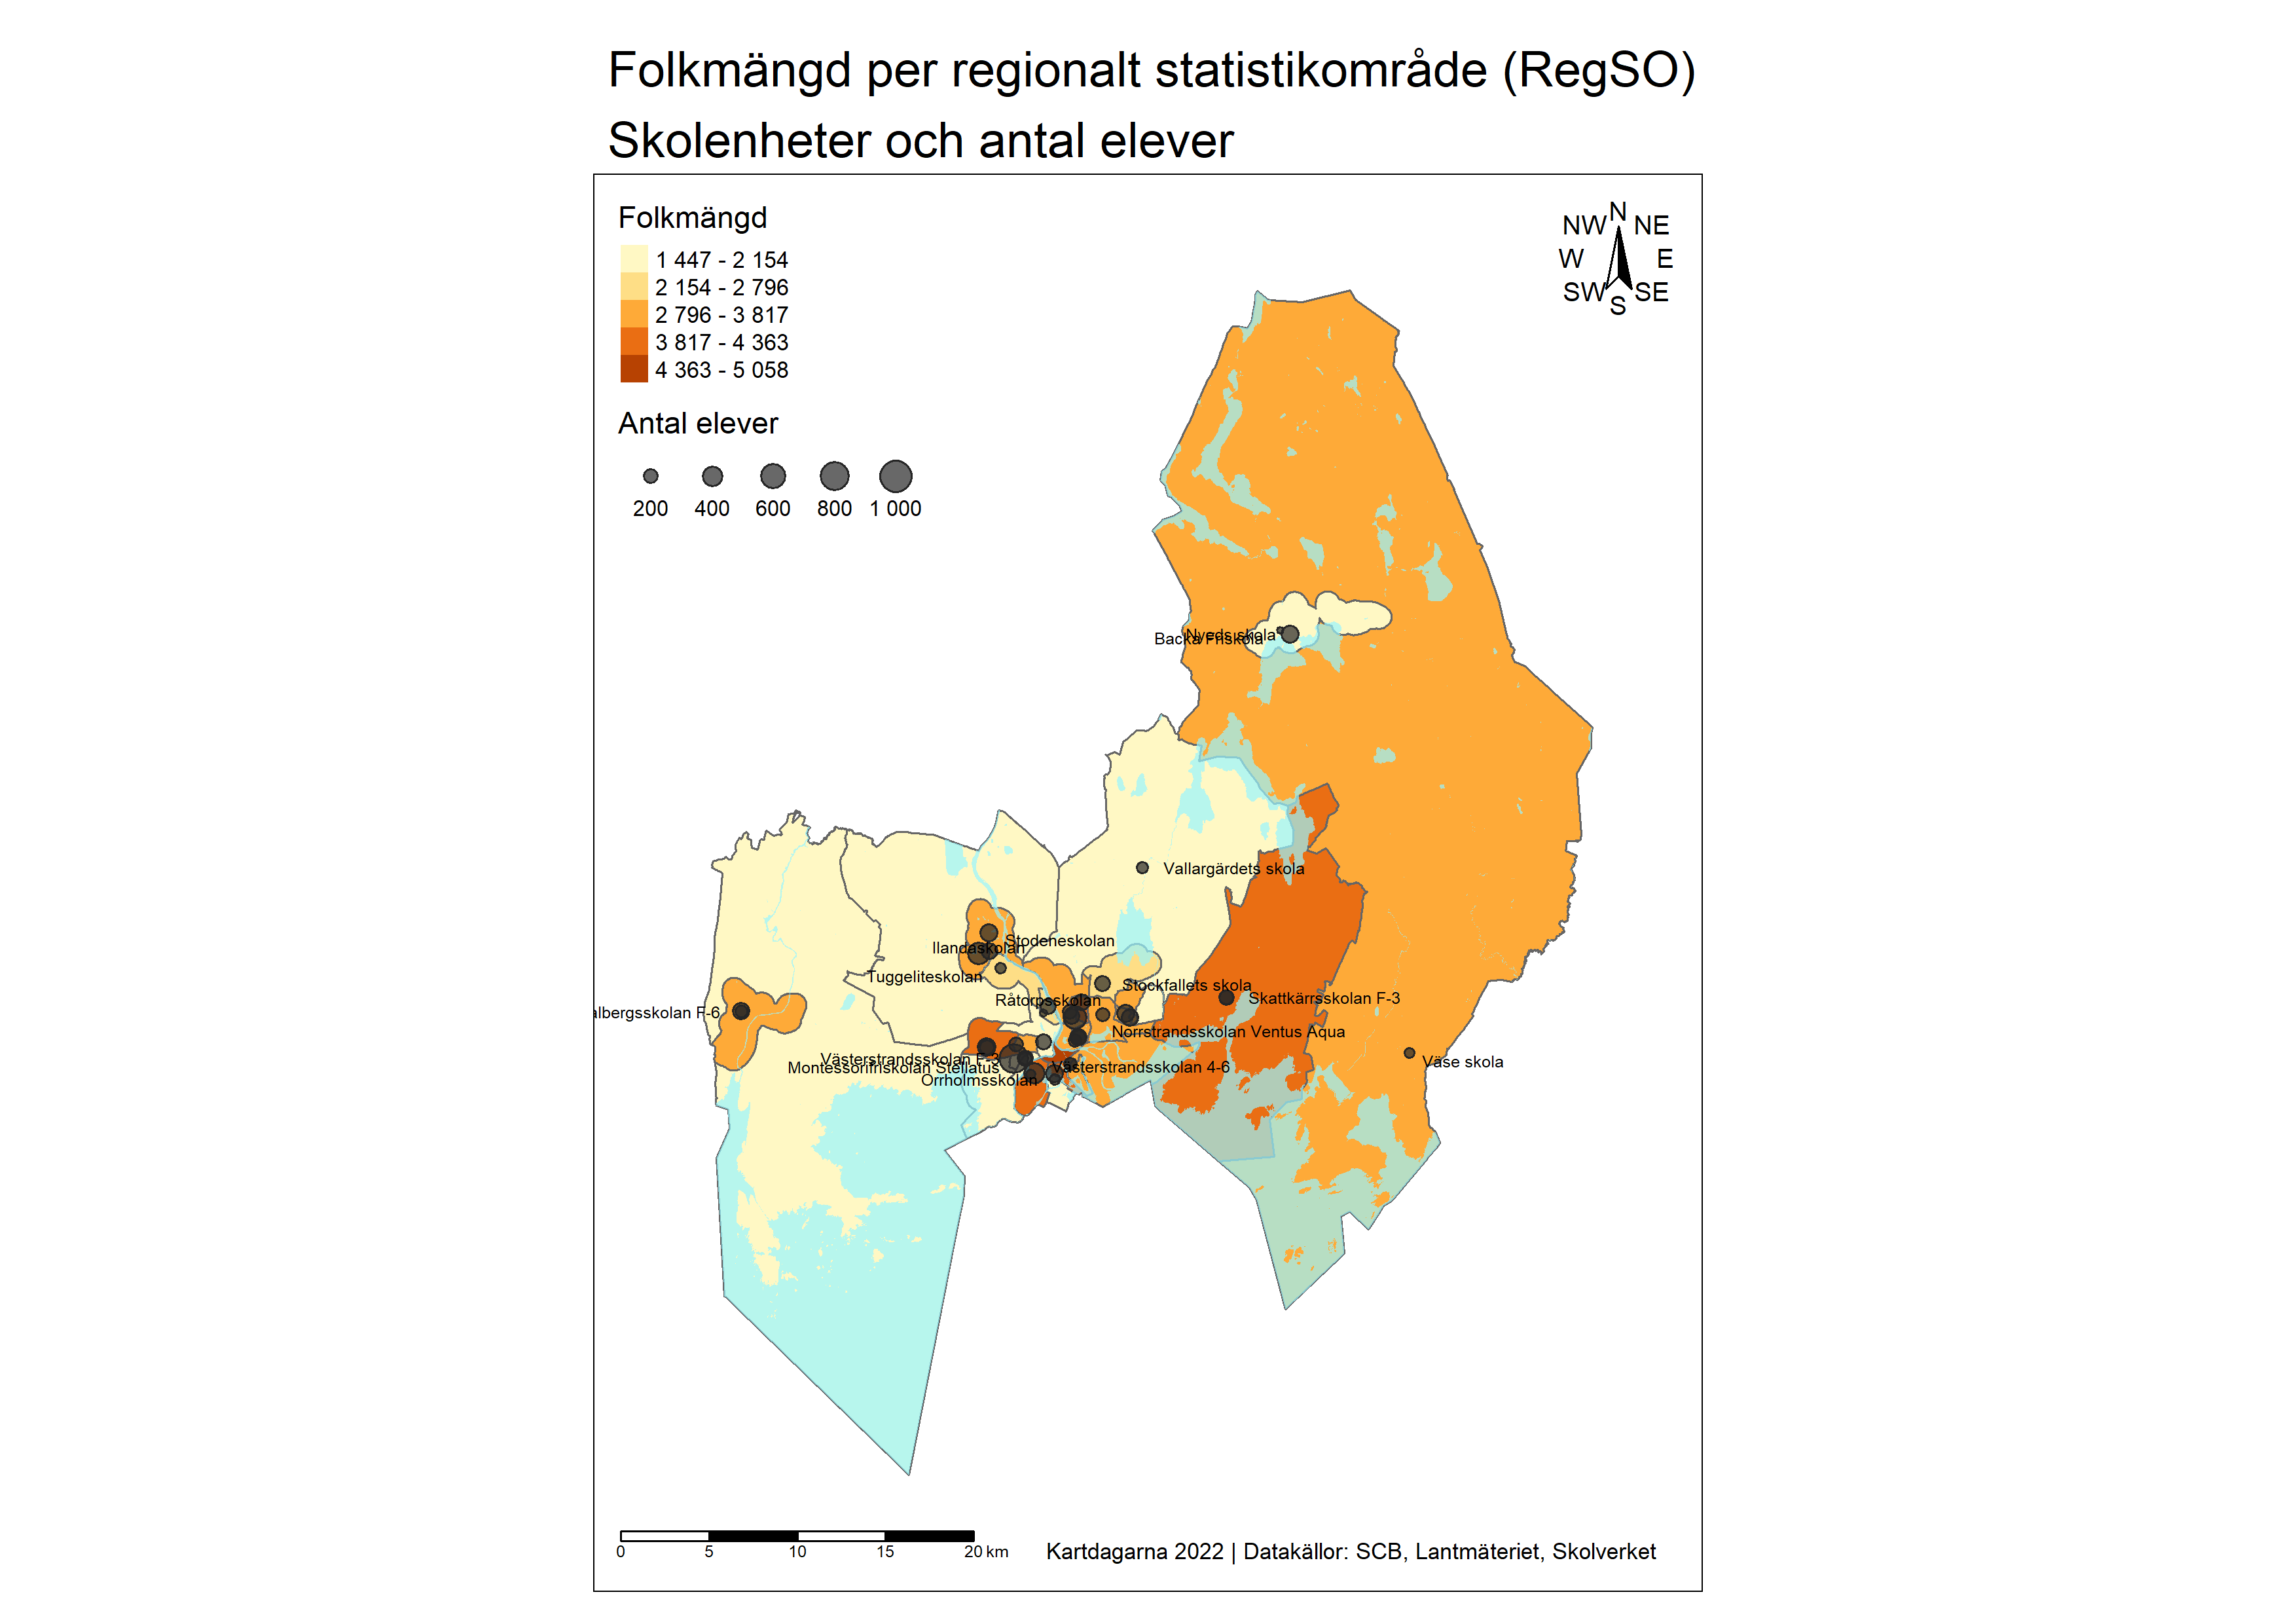 Folkmängd per regionalt statistikområde (RegSO)
Skolenheter och antal elever
Folkmängd
1 447 - 2 154
2 154 - 2 796
2 796 - 3 817
3 817 - 4 363
4 363 - 5 058
Antal elever
200 400 600 800 1 000
N
NW NE
W E
SW SE
S
Nyeds skola
Backa Friskola
Vallargärdets skola
Stodeneskolan
Ilandaskolan
Tuggeliteskolan
Stockfallets skola
Råtorpsskolan
Skattkärrsskolan F-3
albergsskolan F-6
Norrstrandsskolan Ventus Aqua
Västerstrandsskolan F-3
Väse skola
Montessorifriskolan Stellatus
Västerstrandsskolan 4-6
Orrholmsskolan
0 5 10 15 20 km
Kartdagarna 2022 | Datakällor: SCB, Lantmäteriet, Skolverket